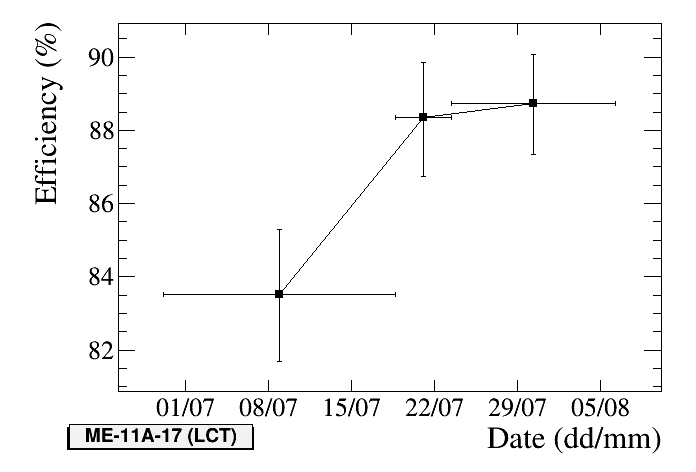 Efficiency (%)
90
88
86
84
82
01/07 08/07 15/07 22/07 29/07 05/08
ME-11A-17 (LCT)
Date (dd/mm)